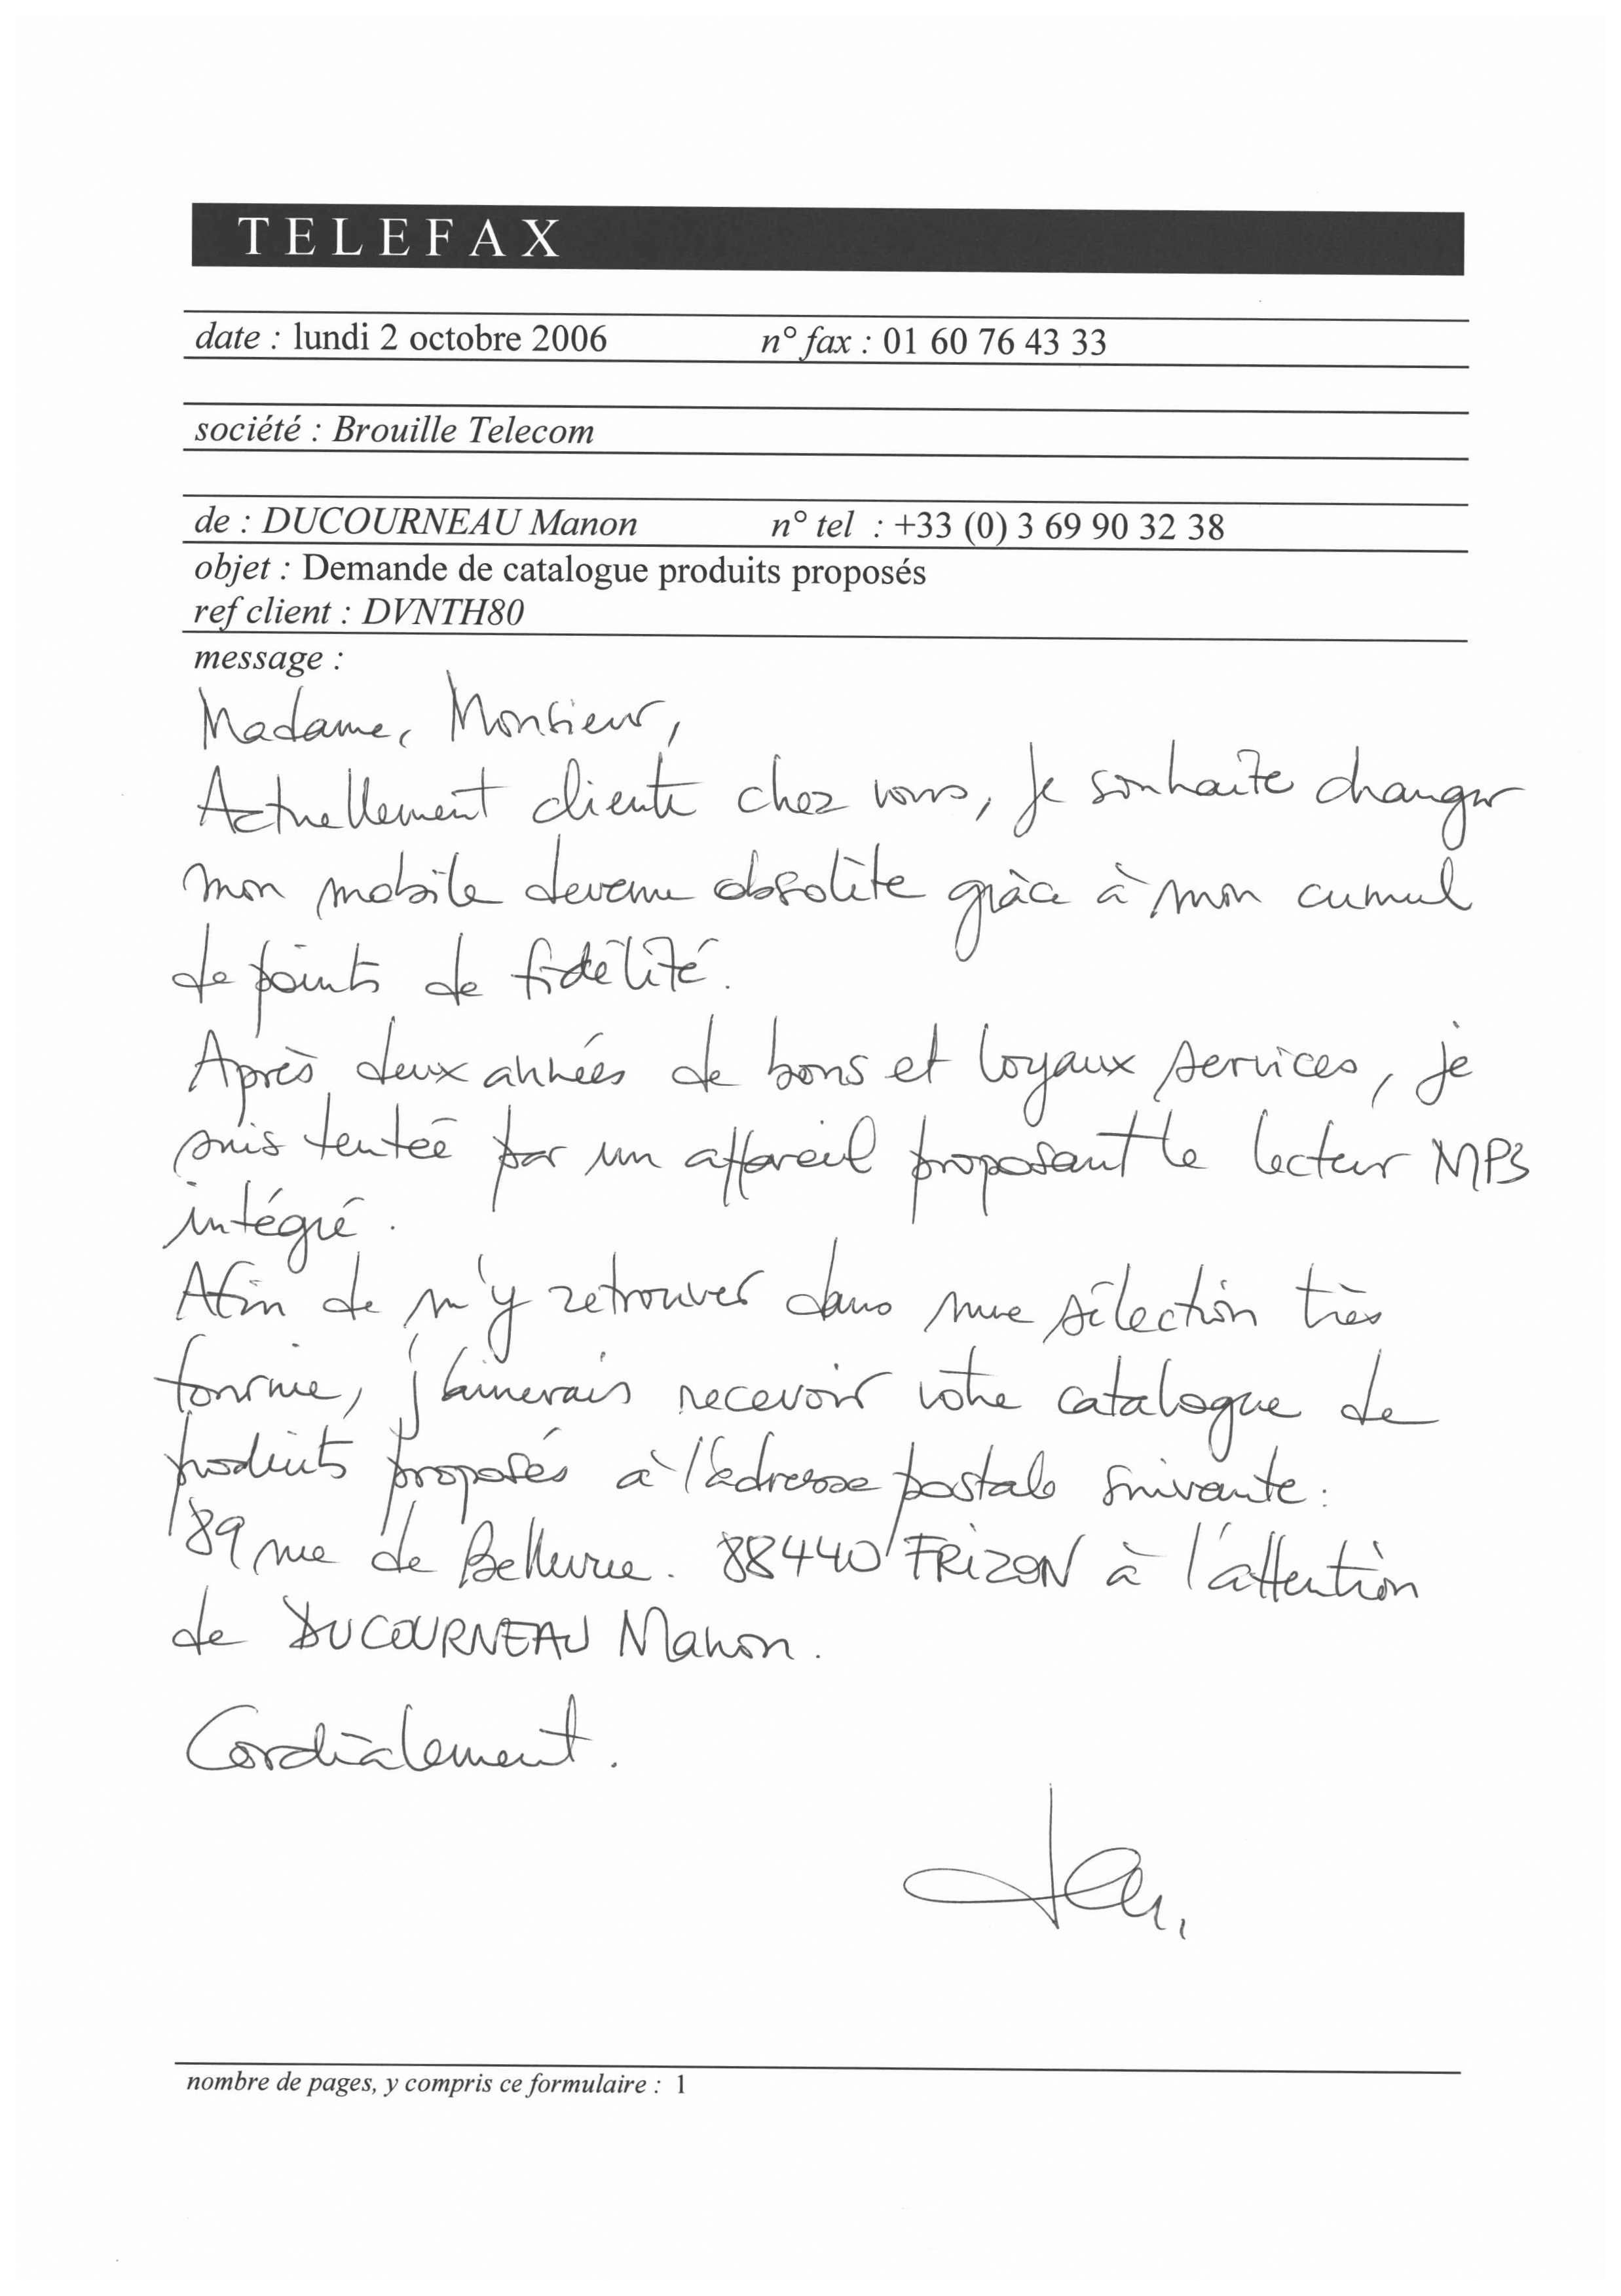 TELEFAX
date : lundi 2 octobre 2006 n° fax : 01 60 76 43 33
société : Brouille Telecom
de : DUCOURNEAU Manon n° tel : +33 (0) 3 69 90 32 38
objet : Demande de catalogue produits proposés
ref client : DVNTH80
message :
Madame, Monsieur,
Actuellement cliente chez vous, je souhaite changer
mon mobile devenu obsolète grâce à mon cumul
de points de fidélité.
Après deux années de bons et loyaux services, je
suis tentée par un appareil proposant le lecteur MP3
intégré.
Afin de m'y retrouver dans une sélection très
fournie, j'aimerais recevoir votre catalogue de
produits proposés à l'adresse postale suivante :
89 rue de Bellevue. 88440 FRIZON à l'attention
de DUCOURNEAU Manon.
Cordialement.
nombre de pages, y compris ce formulaire : 1